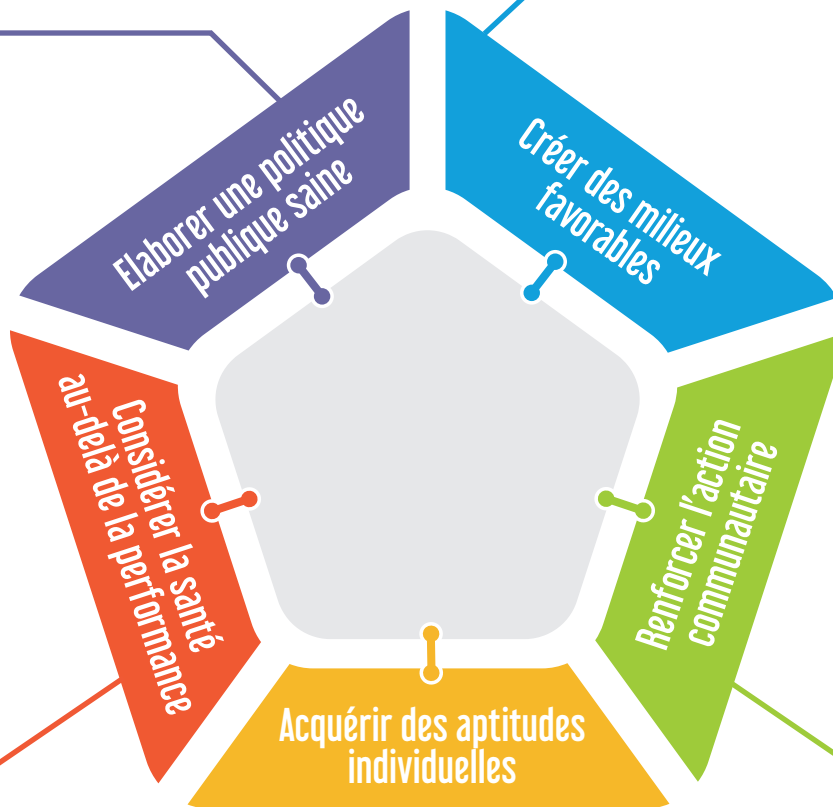 Elaborer une politique
publique saine
Créer des milieux
favorables
Considérer la santé
au-delà de la performance
Renforcer l'action
communautaire
Acquérir des aptitudes
individuelles